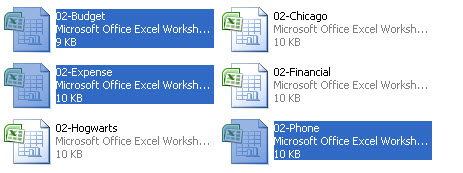 02-Budget
Microsoft Office Excel Worksh...
9 KB
02-Chicago
Microsoft Office Excel Worksh...
10 KB
02-Expense
Microsoft Office Excel Worksh...
10 KB
02-Financial
Microsoft Office Excel Worksh...
10 KB
02-Hogwarts
Microsoft Office Excel Worksh...
10 KB
02-Phone
Microsoft Office Excel Worksh...
10 KB